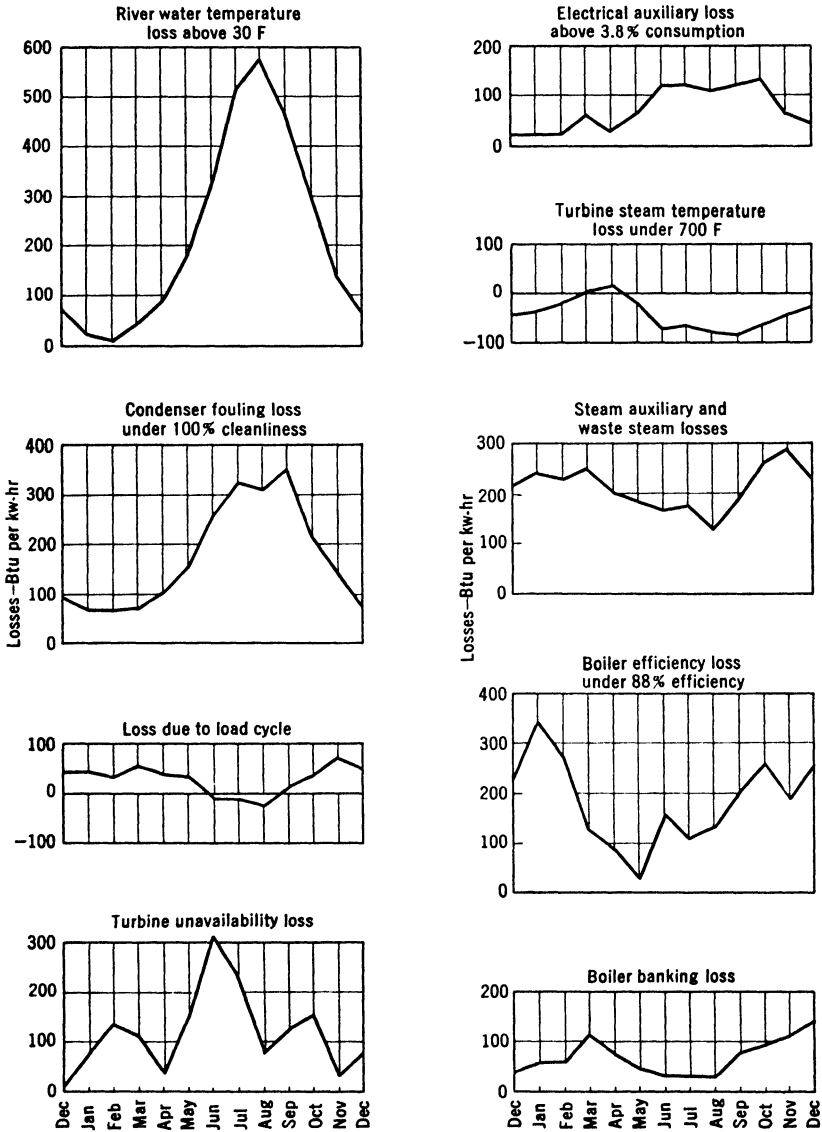 River water temperature
loss above 30 F
600
500
400
300
200
100
0
Condenser fouling loss
under 100% cleanliness
400
300
200
100
0
Losses—Btu per kw-hr
Loss due to load cycle
100
0
—100
Turbine unavailability loss
300
200
100
0
Dec
Jan
Feb
Mar
Apr
May
Jun
Jul
Aug
Sep
Oct
Nov
Dec
Electrical auxiliary loss
above 3.8% consumption
200
100
0
Turbine steam temperature
loss under 700 F
100
0
—100
Steam auxiliary and
waste steam losses
300
200
100
0
Losses—Btu per kw-hr
Boiler efficiency loss
under 88% efficiency
400
300
200
100
0
Boiler banking loss
200
100
0
Dec
Jan
Feb
Mar
Apr
May
Jun
Jul
Aug
Sep
Oct
Nov
Dec